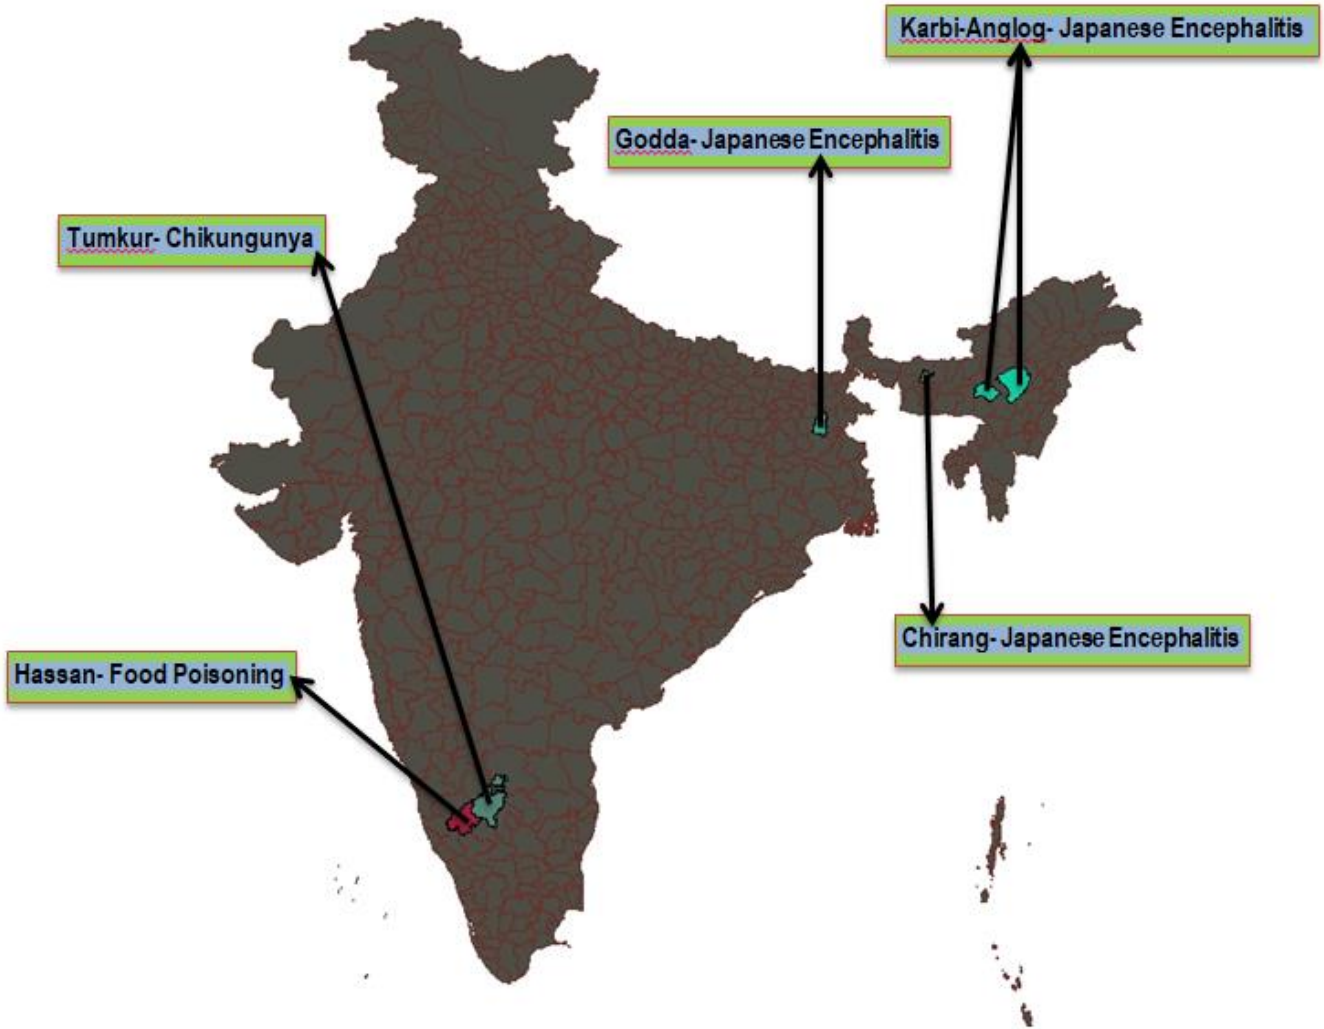 Karbi-Anglog- Japanese Encephalitis
Godda- Japanese Encephalitis
Tumkur- Chikungunya
Chirang- Japanese Encephalitis
Hassan- Food Poisoning